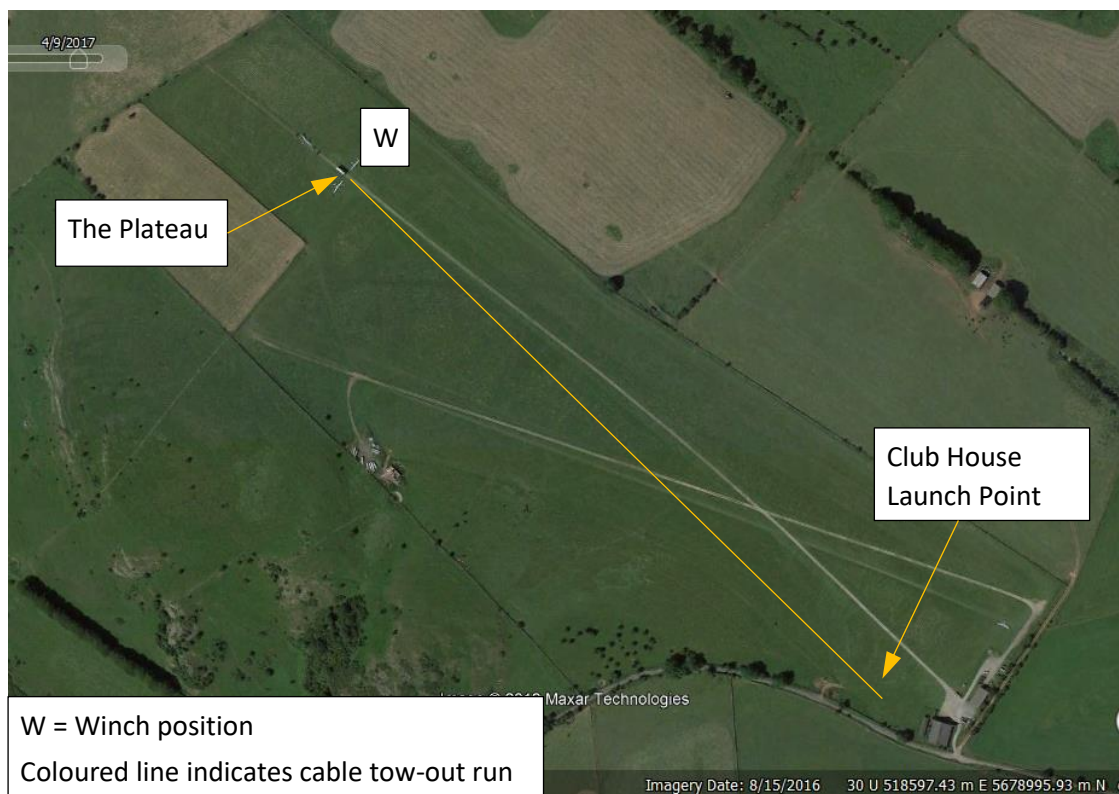 4/9/2017
W
The Plateau
Club House
Launch Point
Maxar Technologies
W = Winch position
Coloured line indicates cable tow-out run
Imagery Date: 8/15/2016 30 U 518597.43 m E 5678995.93 m N